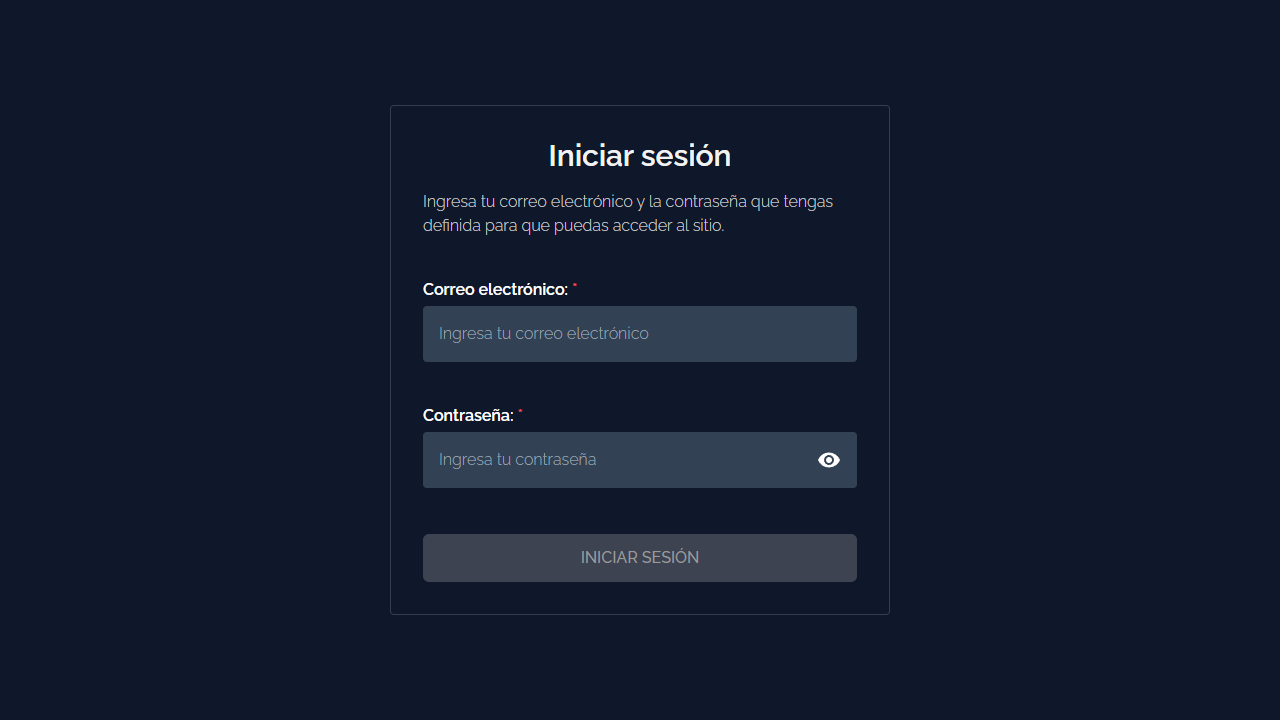 Iniciar sesión
Ingresa tu correo electrónico y la contraseña que tengas
definida para que puedas acceder al sitio.
Correo electrónico: *
Ingresa tu correo electrónico
Contraseña: *
Ingresa tu contraseña
INICIAR SESIÓN